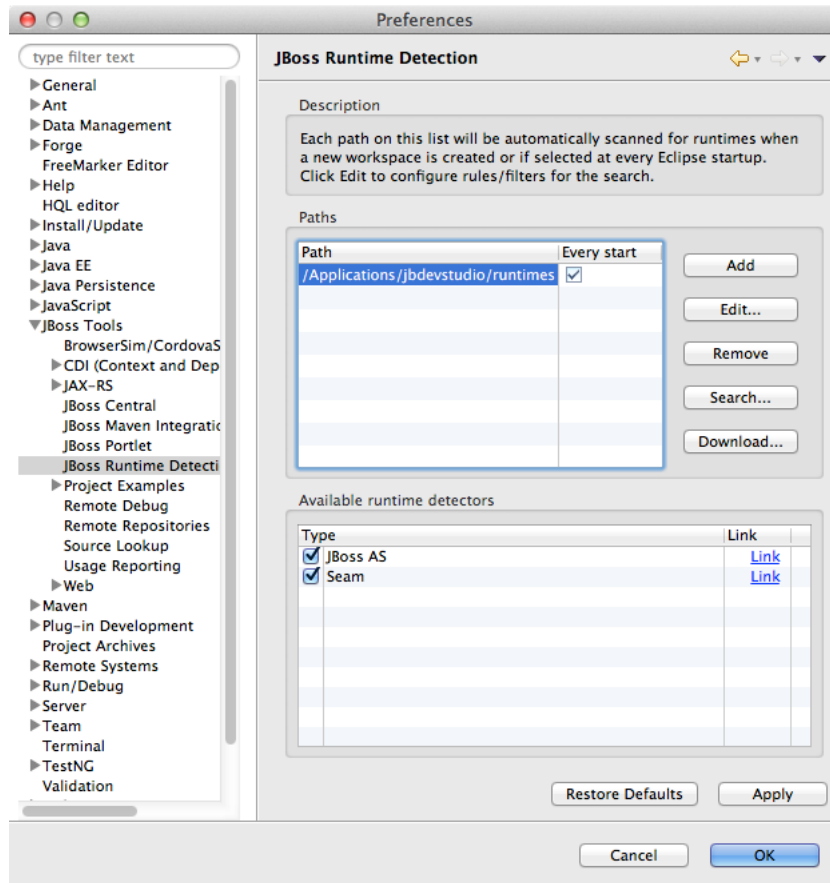 Preferences
type filter text
General
Ant
Data Management
Forge
FreeMarker Editor
Help
HQL editor
Install/Update
Java
Java EE
Java Persistence
JavaScript
JBoss Tools
BrowserSim/CordovaS
CDI (Context and Dep
JAX-RS
JBoss Central
JBoss Maven Integratic
JBoss Portlet
JBoss Runtime Detecti
Project Examples
Remote Debug
Remote Repositories
Source Lookup
Usage Reporting
Web
Maven
Plug-in Development
Project Archives
Remote Systems
Run/Debug
Server
Team
Terminal
TestNG
Validation
JBoss Runtime Detection
Description
Each path on this list will be automatically scanned for runtimes when
a new workspace is created or if selected at every Eclipse startup.
Click Edit to configure rules/filters for the search.
Paths
Path Every start
/Applications/jbdevstudio/runtimes
Add
Edit...
Remove
Search...
Download...
Available runtime detectors
Type Link
JBoss AS Link
Seam Link
Restore Defaults Apply
Cancel OK